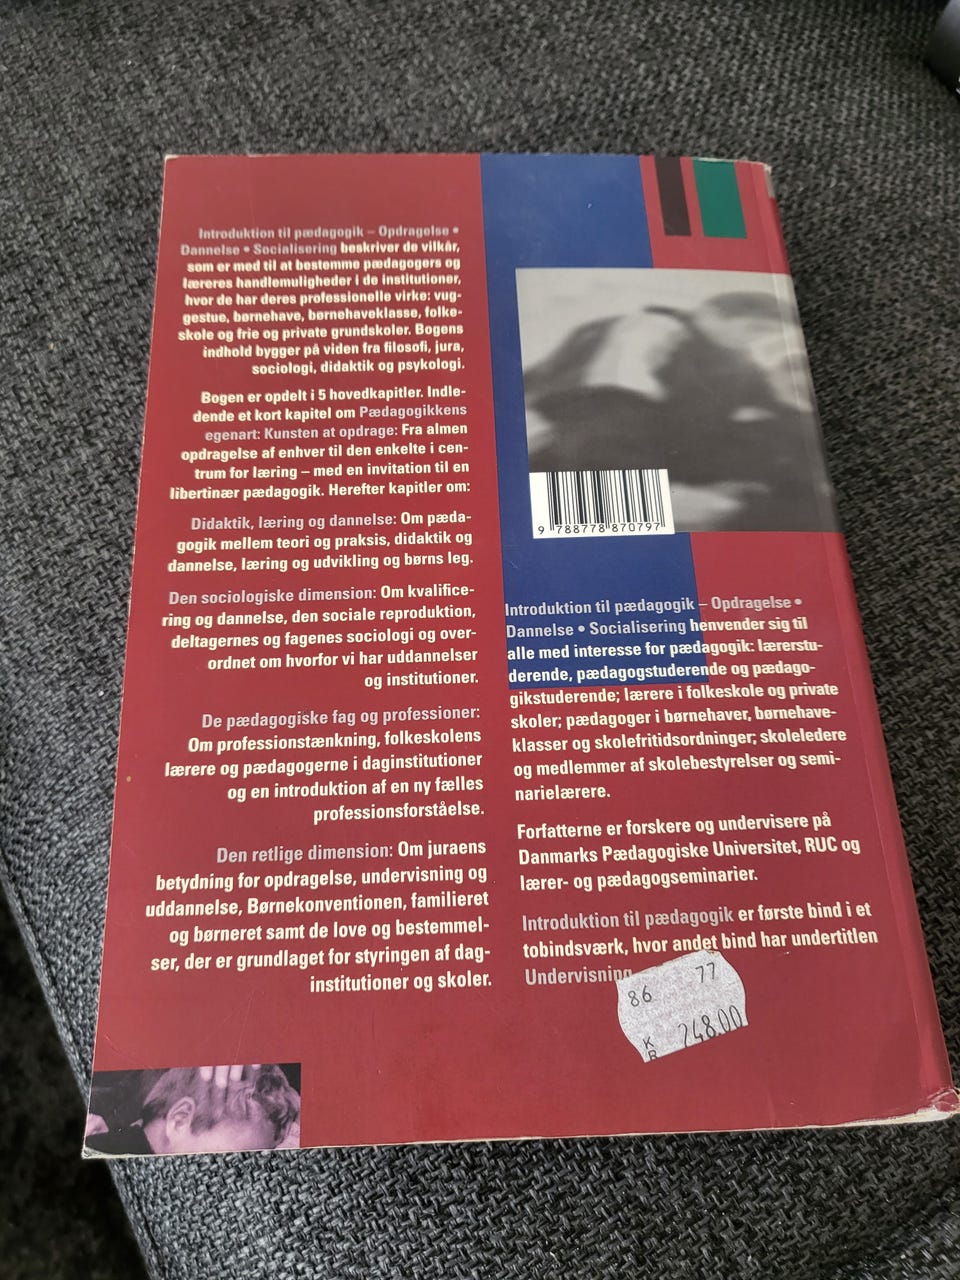 Introduktion til pædagogik – Opdragelse •
Dannelse • Socialisering beskriver de vilkår,
som er med til at bestemme pædagogers og
læreres handlemuligheder i de institutioner,
hvor de har deres professionelle virke: vug-
gestue, børnehave, børnehaveklasse, folke-
skole og frie og private grundskoler. Bogens
indhold bygger på viden fra filosofi, jura,
sociologi, didaktik og psykologi.
Bogen er opdelt i 5 hovedkapitler. Indle-
dende et kort kapitel om Pædagogikkens
egenart: Kunsten at opdrage: Fra almen
opdragelse af enhver til den enkelte i cen-
trum for læring – med en invitation til en
libertinær pædagogik. Herefter kapitler om:
Didaktik, læring og dannelse: Om pæda-
gogik mellem teori og praksis, didaktik og
dannelse, læring og udvikling og børns leg.
Den sociologiske dimension: Om kvalifice-
ring og dannelse, den sociale reproduktion,
deltagernes og fagenes sociologi og over-
ordnet om hvorfor vi har uddannelser
og institutioner.
De pædagogiske fag og professioner:
Om professionstænkning, folkeskolens
lærere og pædagogerne i daginstitutioner
og en introduktion af en ny fælles
professionsforståelse.
Den retlige dimension: Om juraens
betydning for opdragelse, undervisning og
uddannelse, Børnekonventionen, familieret
og børneret samt de love og bestemmel-
ser, der er grundlaget for styringen af dag-
institutioner og skoler.
9 788778 870797
Introduktion til pædagogik – Opdragelse •
Dannelse • Socialisering henvender sig til
alle med interesse for pædagogik: lærerstu-
derende, pædagogstuderende og pædago-
gikstuderende; lærere i folkeskole og private
skoler; pædagoger i børnehaver, børnehave-
klasser og skolefritidsordninger; skoleledere
og medlemmer af skolebestyrelser og semi-
narielærere.
Forfatterne er forskere og undervisere på
Danmarks Pædagogiske Universitet, RUC og
lærer- og pædagogseminarier.
Introduktion til pædagogik er første bind i et
tobindsværk, hvor andet bind har undertitlen
Undervisning
86 77
KR 248.00